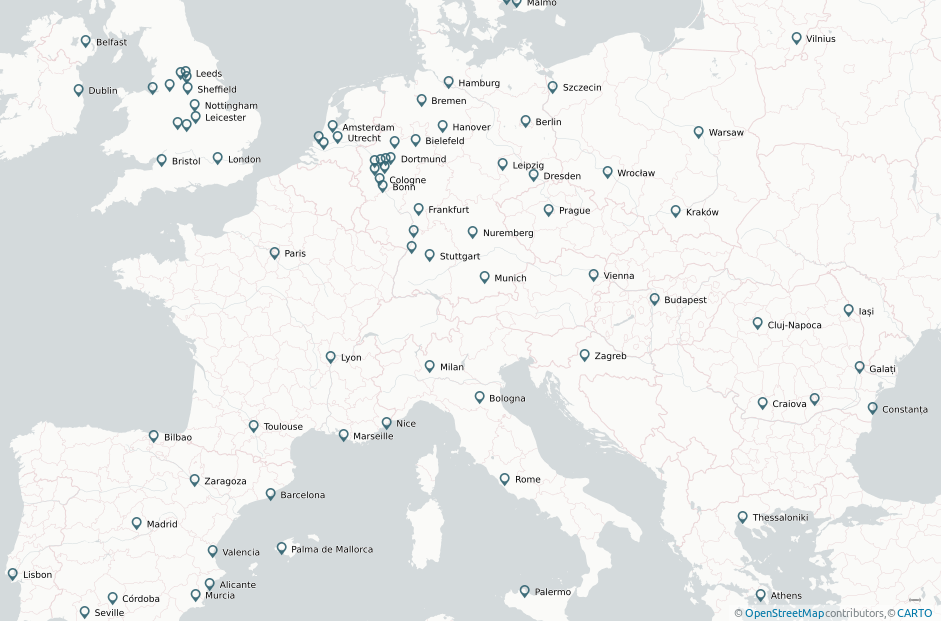 Malmö
Vilnius
Belfast
Leeds
Dublin
Sheffield
Hamburg
Szczecin
Bremen
Nottingham
Leicester
Amsterdam
Hanover
Berlin
Utrecht
Bielefeld
Warsaw
Bristol
London
Dortmund
Leipzig
Dresden
Wrocław
Cologne
Bonn
Frankfurt
Prague
Kraków
Nuremberg
Paris
Stuttgart
Munich
Vienna
Budapest
Iași
Cluj-Napoca
Lyon
Milan
Zagreb
Galați
Bologna
Craiova
Constanța
Nice
Toulouse
Marseille
Bilbao
Zaragoza
Rome
Barcelona
Madrid
Thessaloniki
Valencia
Palma de Mallorca
Lisbon
Alicante
Murcia
Córdoba
Palermo
Athens
Seville
© OpenStreetMap contributors,© CARTO